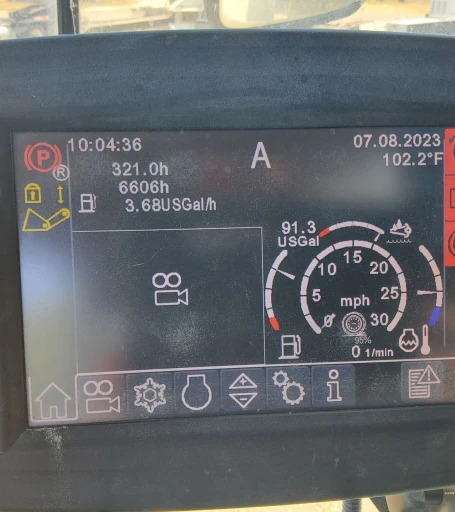 P
R
10:04:36
A
07.08.2023
102.2°F
321.0h
6606h
3.68USGal/h
91.3
USGal
0
5
10
15
20
25
30
mph
95%
0 1/min